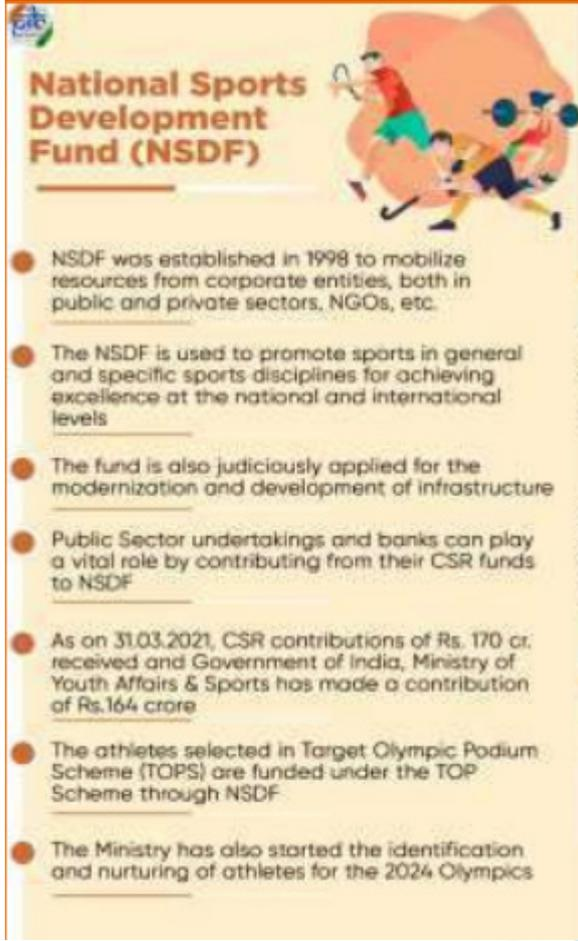 National Sports
Development
Fund (NSDF)
NSDF was established in 1998 to mobilize
resources from corporate entities, both in
public and private sectors, NGOs, etc.
The NSDF is used to promote sports in general
and specific sports disciplines for achieving
excellence at the national and international
levels
The fund is also judiciously applied for the
modernization and development of infrastructure
Public Sector undertakings and banks can play
a vital role by contributing from their CSR funds
to NSDF
As on 31.03.2021, CSR contributions of Rs. 170 cr.
received and Government of India, Ministry of
Youth Affairs & Sports has made a contribution
of Rs.164 crore
The athletes selected in Target Olympic Podium
Scheme (TOPS) are funded under the TOP
Scheme through NSDF
The Ministry has also started the identification
and nurturing of athletes for the 2024 Olympics